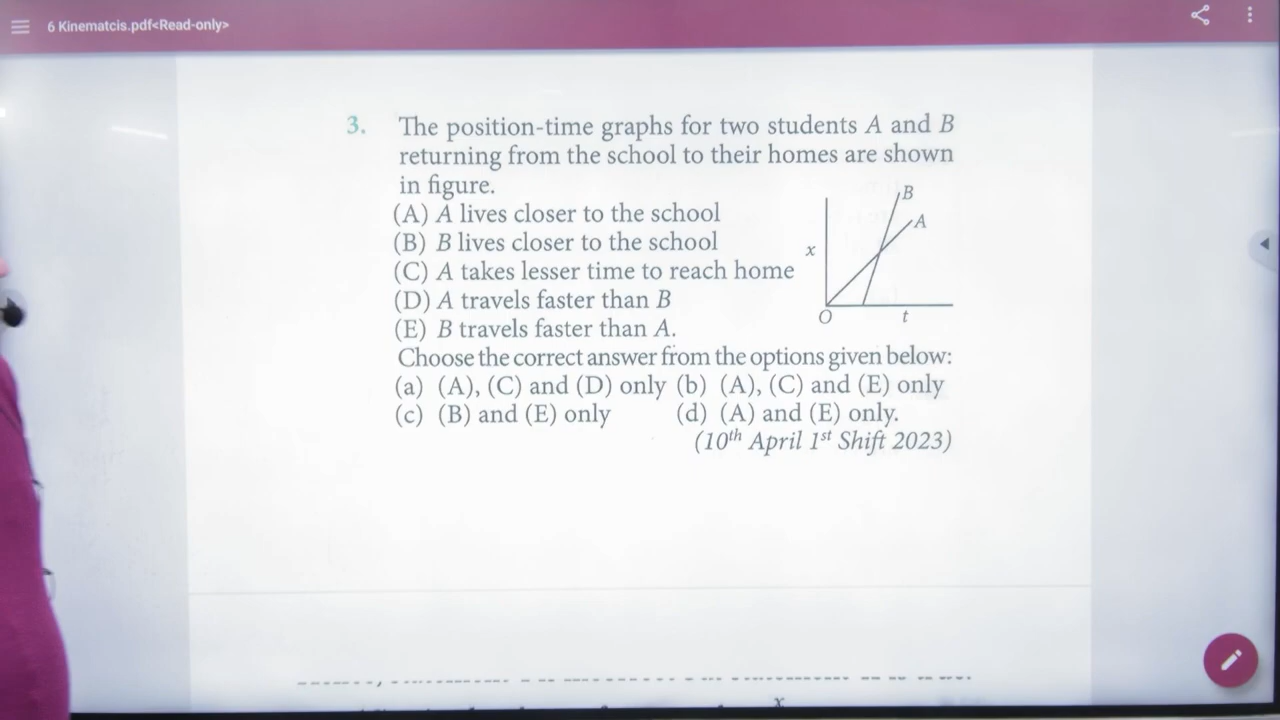 6 Kinematcis.pdf<Read-only>
3. The position-time graphs for two students A and B
returning from the school to their homes are shown
in figure.
(A) A lives closer to the school
(B) B lives closer to the school
(C) A takes lesser time to reach home
(D) A travels faster than B
(E) B travels faster than A.
B
A
x
O
t
Choose the correct answer from the options given below:
(a) (A), (C) and (D) only (b) (A), (C) and (E) only
(c) (B) and (E) only (d) (A) and (E) only.
(10th April 1st Shift 2023)
x